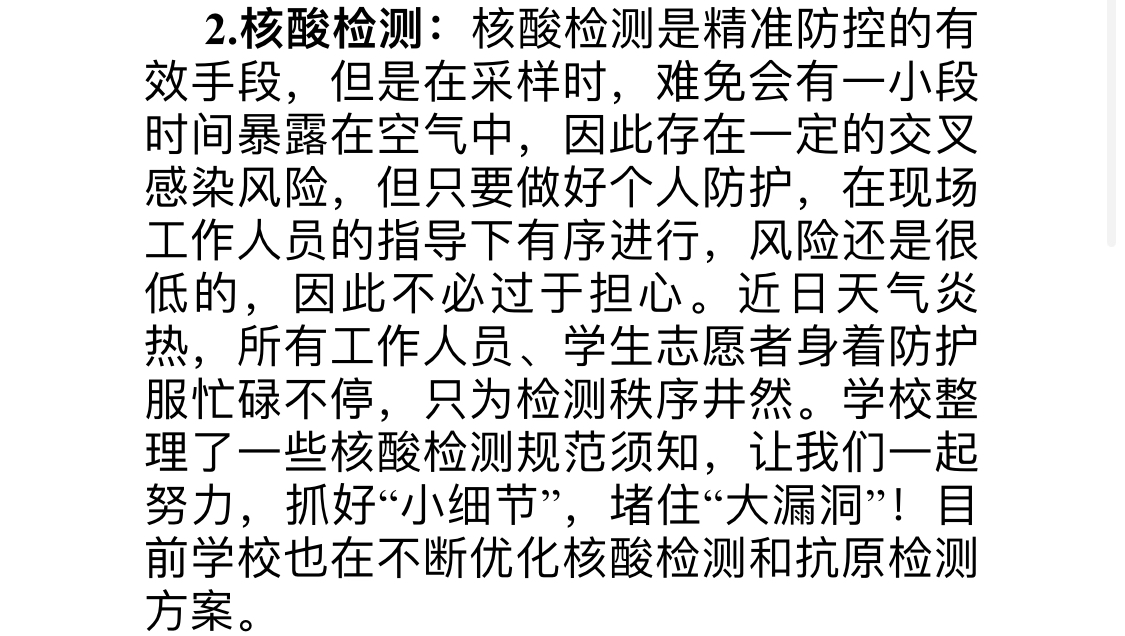 2.核酸检测：核酸检测是精准防控的有
效手段，但是在采样时，难免会有一小段
时间暴露在空气中，因此存在一定的交叉
感染风险，但只要做好个人防护，在现场
工作人员的指导下有序进行，风险还是很
低的，因此不必过于担心。近日天气炎
热，所有工作人员、学生志愿者身着防护
服忙碌不停，只为检测秩序井然。学校整
理了一些核酸检测规范须知，让我们一起
努力，抓好“小细节”，堵住“大漏洞”！目
前学校也在不断优化核酸检测和抗原检测
方案。